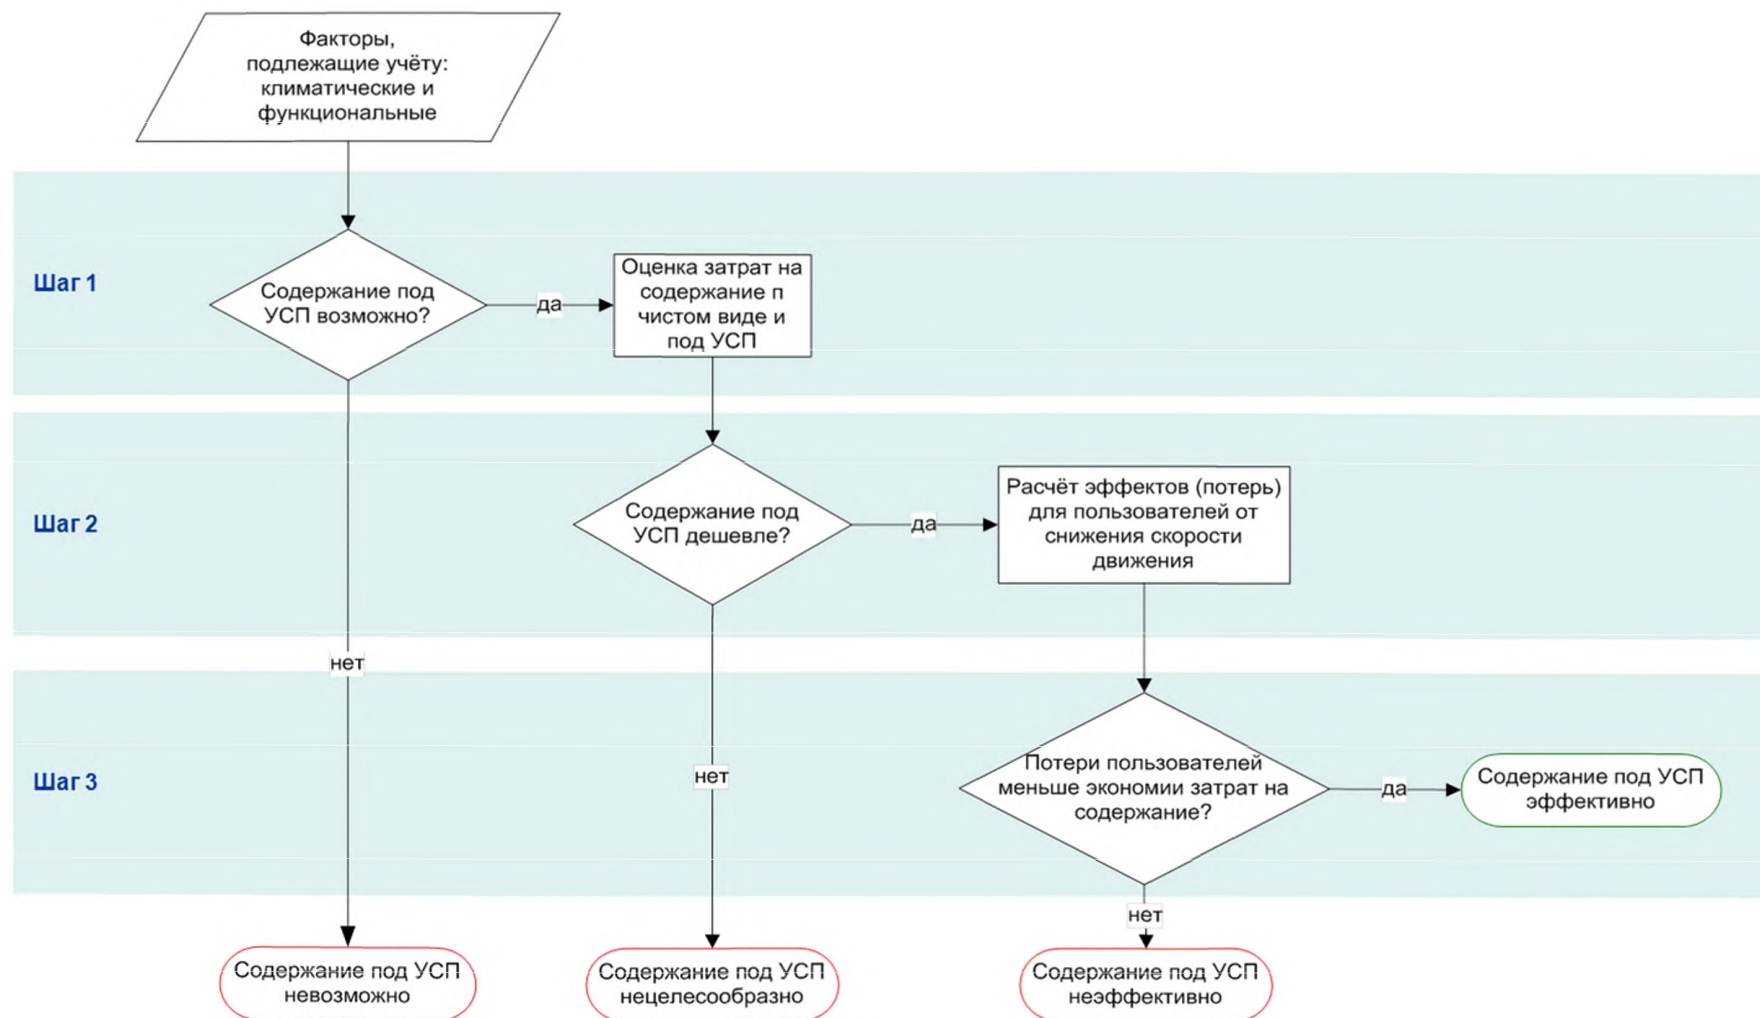 Факторы,
подлежащие учёту:
климатические и
функциональные
Шаг 1
Содержание под
УСП возможно?
да
Оценка затрат на
содержание п
чистом виде и
под УСП
Шаг 2
Содержание под
УСП дешевле?
да
Расчёт эффектов (потерь)
для пользователей от
снижения скорости
движения
нет
Шаг 3
нет
Потери пользователей
меньше экономии затрат на
содержание?
да
Содержание под УСП
эффективно
нет
Содержание под УСП
невозможно
Содержание под УСП
нецелесообразно
Содержание под УСП
неэффективно